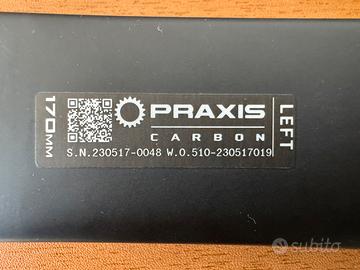 170MM
PRAXIS
CARBON
S.N.230517-0048 W.O.510-230517019
LEFT
subito